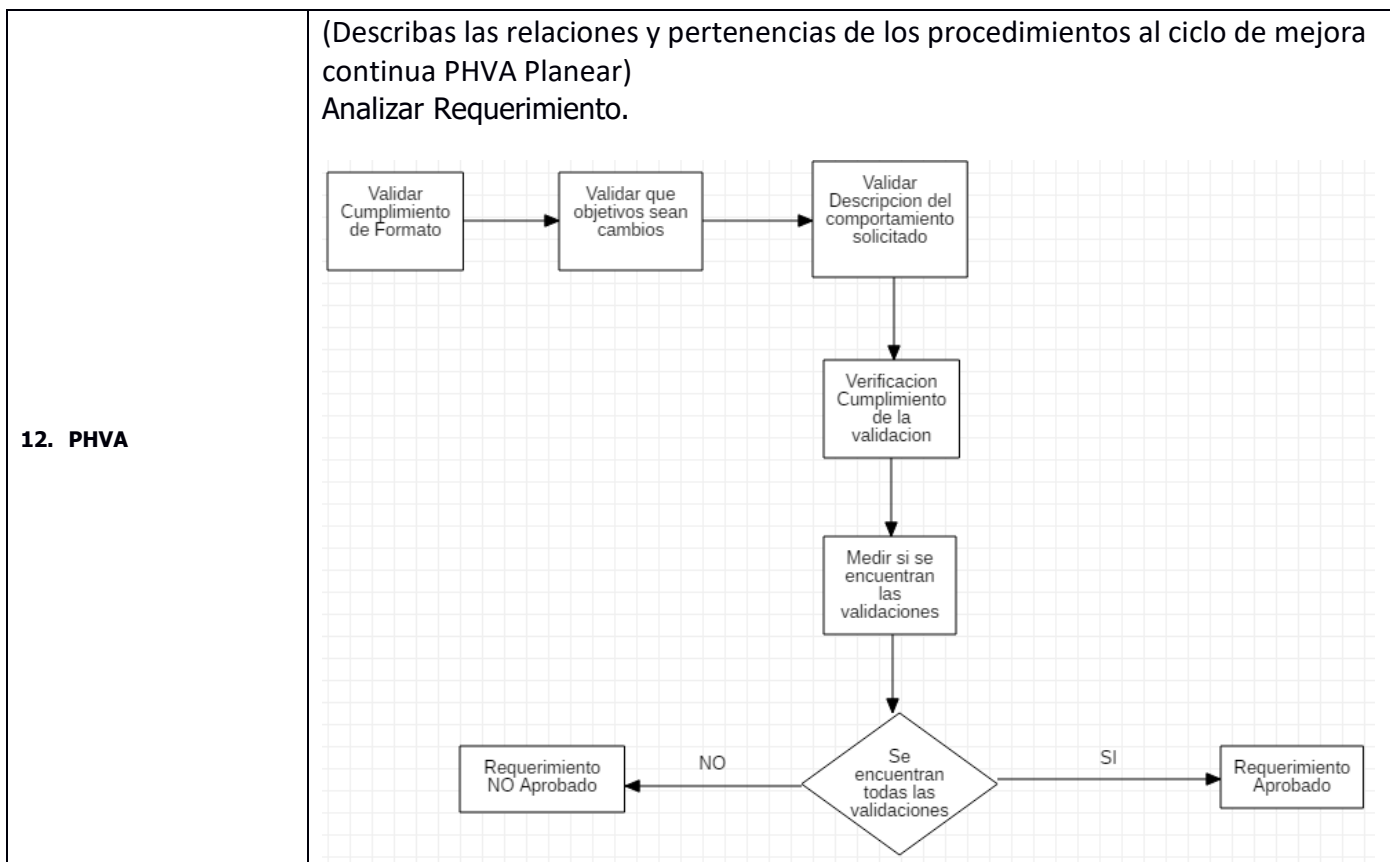 (Describas las relaciones y pertenencias de los procedimientos al ciclo de mejora
continua PHVA Planear)
Analizar Requerimiento.
12. PHVA
Validar
Cumplimiento
de Formato
Validar que
objetivos sean
cambios
Validar
Descripcion del
comportamiento
solicitado
Verificacion
Cumplimiento
de la
validacion
Medir si se
encuentran
las
validaciones
Se
encuentran
todas las
validaciones
NO
SI
Requerimiento
NO Aprobado
Requerimiento
Aprobado